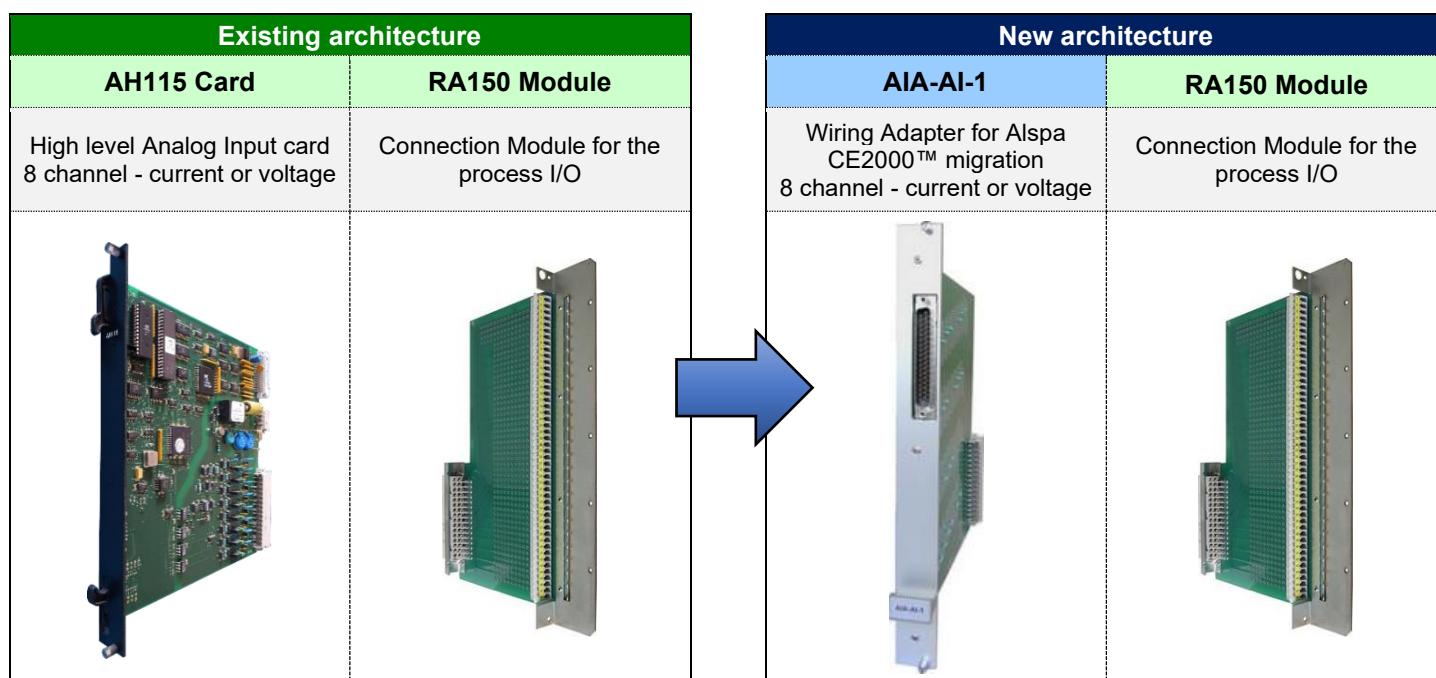 Existing architecture
AH115 Card
RA150 Module
High level Analog Input card
8 channel - current or voltage
Connection Module for the
process I/O
AH115
New architecture
AIA-AI-1
RA150 Module
Wiring Adapter for Alspa
CE2000™ migration
8 channel - current or voltage
Connection Module for the
process I/O
AIA-AI-1